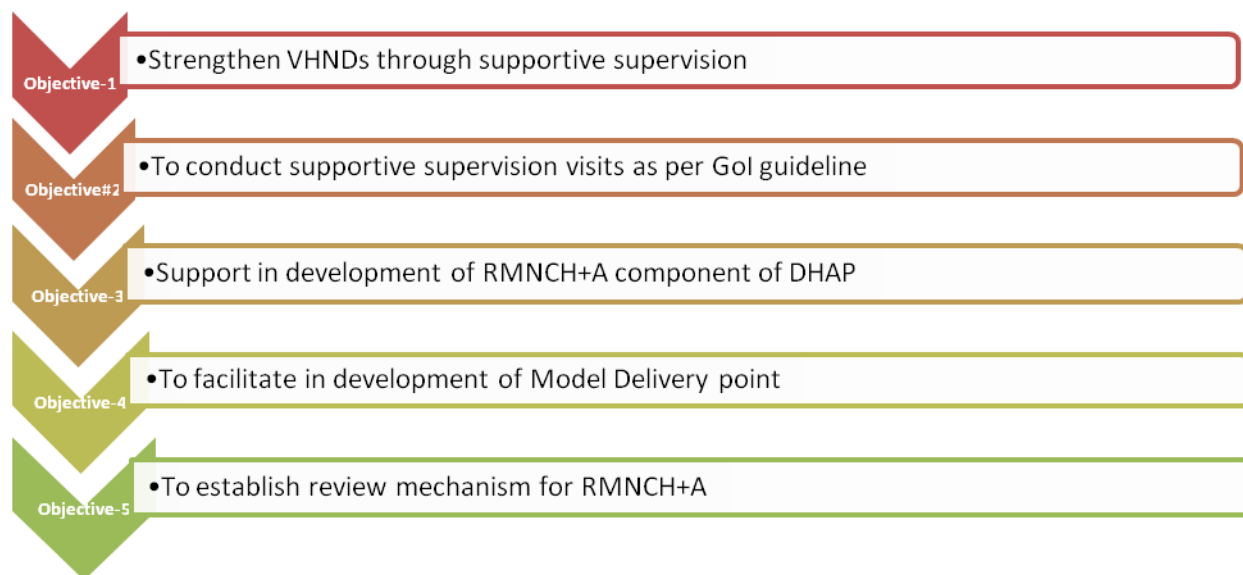 Objective-1
•Strengthen VHNDs through supportive supervision
Objective#2
•To conduct supportive supervision visits as per GoI guideline
Objective-3
•Support in development of RMNCH+A component of DHAP
Objective-4
•To facilitate in development of Model Delivery point
Objective-5
•To establish review mechanism for RMNCH+A